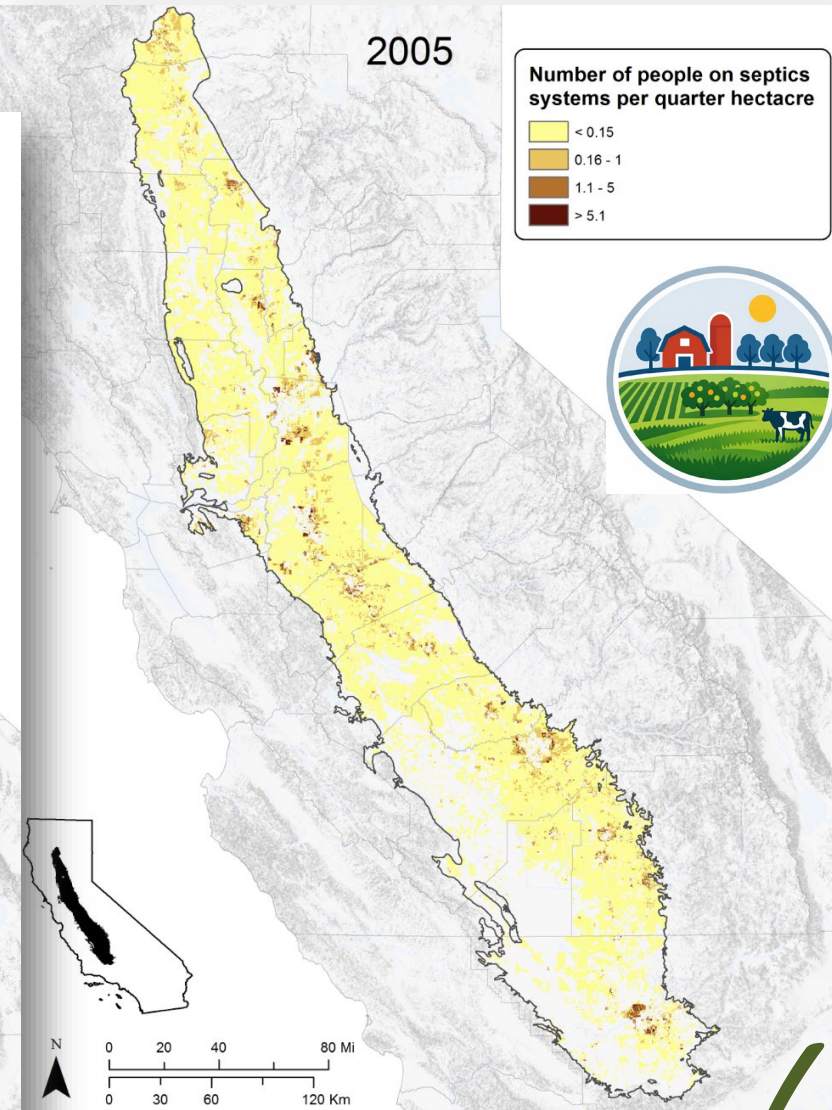 2005
Number of people on septics
systems per quarter hectacre
< 0.15
0.16 - 1
1.1 - 5
> 5.1
N
0 20 40 80 Mi
0 30 60 120 Km